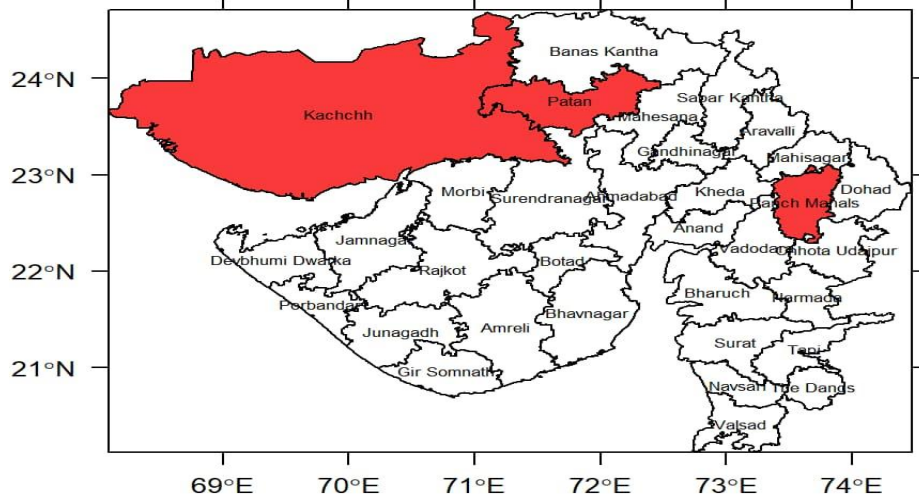 24°N
23°N
22°N
21°N
Banas Kantha
Patan
Kachchh
Sabar Kantha
Mahesana
Aravalli
Gandhinagar
Mahisagar
Morbi
Surendranagar
Ahmadabad
Kheda
Panch Mahals
Dohad
Anand
Jamnagar
Devbhumi Dwarka
Rajkot
Botad
Vadodara
Chhota Udaipur
Porbandar
Bharuch
Narmada
Junagadh
Amreli
Bhavnagar
Surat
Tapi
Gir Somnath
Navsari
The Dangs
Valsad
69°E 70°E 71°E 72°E 73°E 74°E